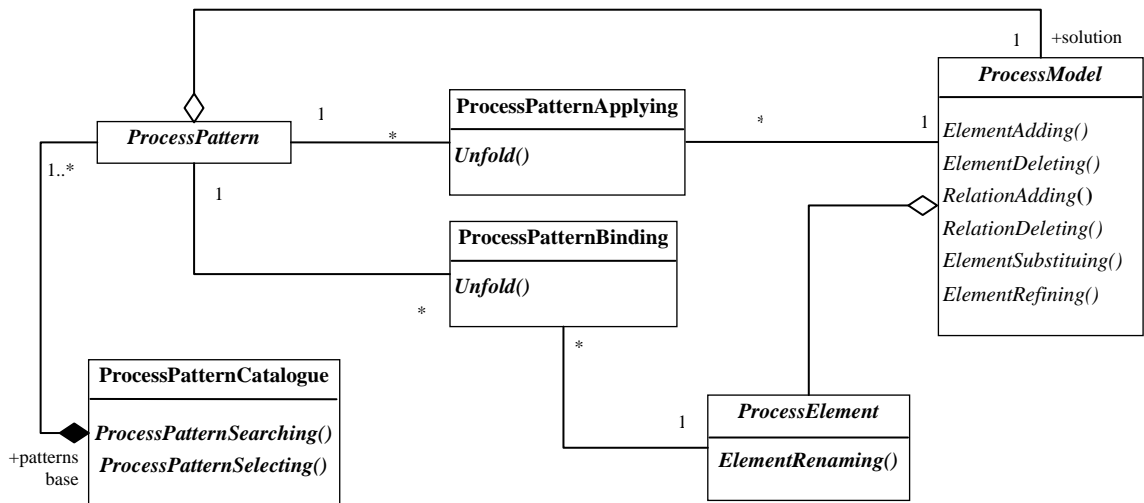 1
+solution
ProcessModel
ElementAdding()
ElementDeleting()
RelationAdding()
RelationDeleting()
ElementSubstituing()
ElementRefining()
ProcessPatternApplying
Unfold()
1
*
*
1
ProcessPattern
1..*
1
ProcessPatternBinding
Unfold()
*
*
ProcessPatternCatalogue
ProcessPatternSearching()
ProcessPatternSelecting()
+patterns
base
1
ProcessElement
ElementRenaming()